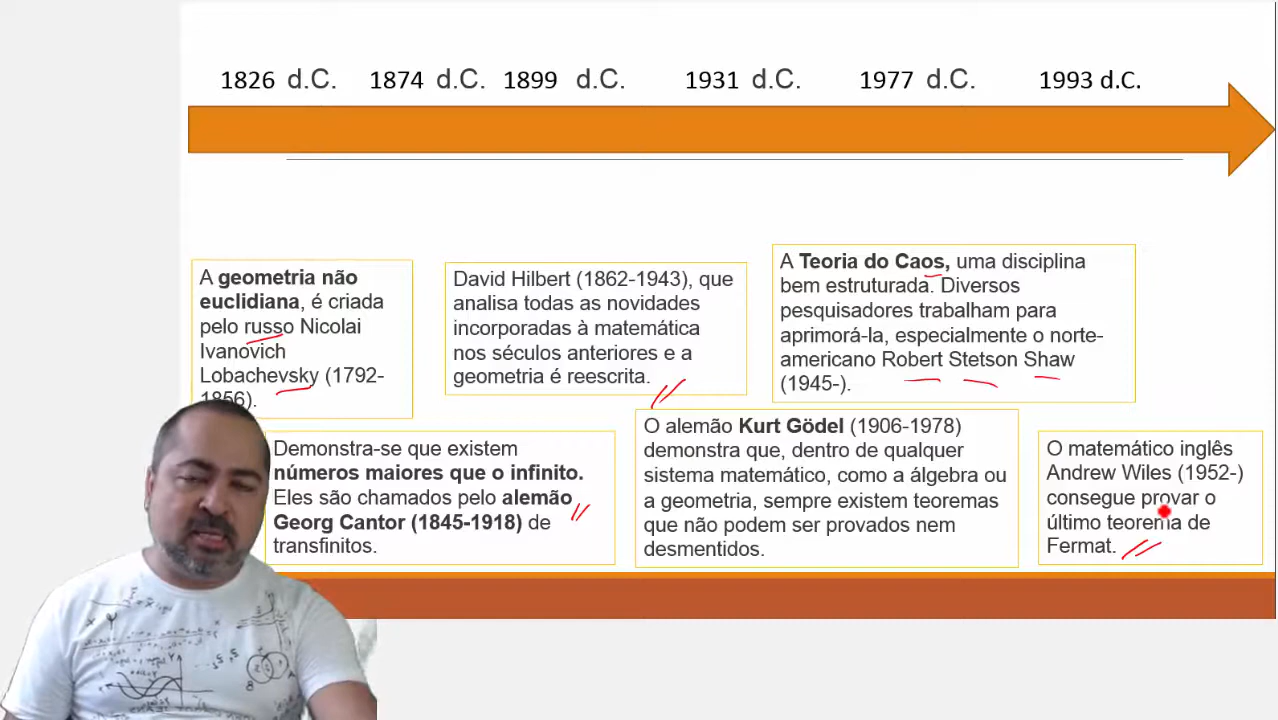 1826 d.C. 1874 d.C. 1899 d.C. 1931 d.C. 1977 d.C. 1993 d.C.
A geometria não
euclidiana, é criada
pelo russo Nicolai
Ivanovich
Lobachevsky (1792-
1856).
Demonstra-se que existem
números maiores que o infinito.
Eles são chamados pelo alemão
Georg Cantor (1845-1918) de
transfinitos.
David Hilbert (1862-1943), que
analisa todas as novidades
incorporadas à matemática
nos séculos anteriores e a
geometria é reescrita.
O alemão Kurt Gödel (1906-1978)
demonstra que, dentro de qualquer
sistema matemático, como a álgebra ou
a geometria, sempre existem teoremas
que não podem ser provados nem
desmentidos.
A Teoria do Caos, uma disciplina
bem estruturada. Diversos
pesquisadores trabalham para
aprimorá-la, especialmente o norte-
americano Robert Stetson Shaw
(1945-).
O matemático inglês
Andrew Wiles (1952-)
consegue provar o
último teorema de
Fermat.